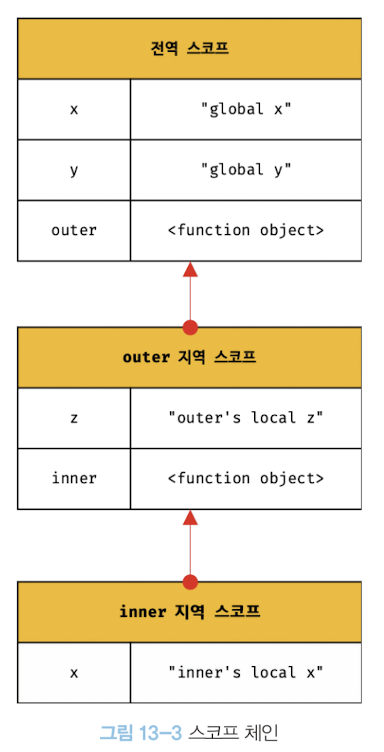 전역 스코프
x "global x"
y "global y"
outer <function object>
outer 지역 스코프
z "outer's local z"
inner <function object>
inner 지역 스코프
x "inner's local x"
그림 13-3 스코프 체인